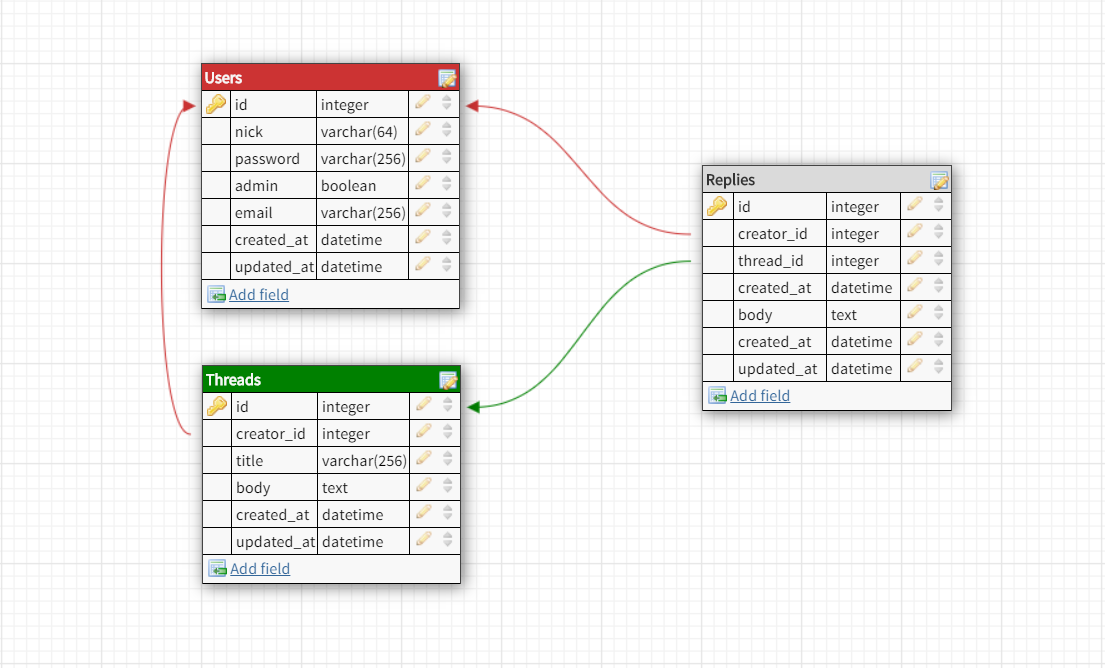 Users
id integer
nick varchar(64)
password varchar(256)
admin boolean
email varchar(256)
created_at datetime
updated_at datetime
Add field
Threads
id integer
creator_id integer
title varchar(256)
body text
created_at datetime
updated_at datetime
Add field
Replies
id integer
creator_id integer
thread_id integer
created_at datetime
body text
created_at datetime
updated_at datetime
Add field